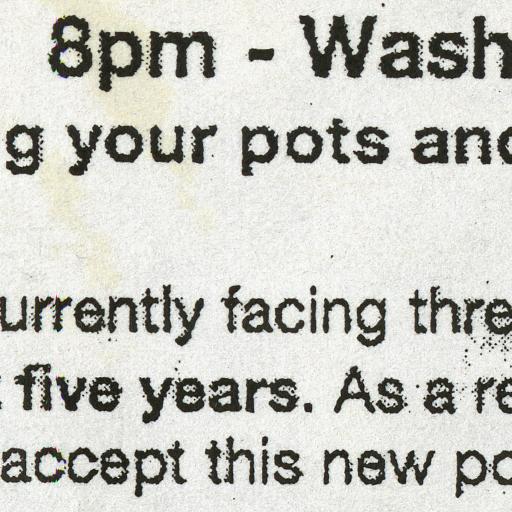 8pm - Wash
g your pots and
urrently facing thre
five years. As a re
accept this new po